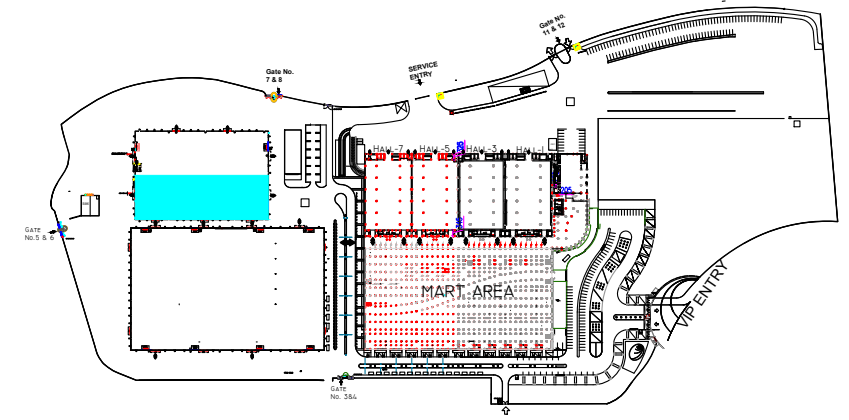 Gate No.
11 & 12
SERVICE
ENTRY
Gate No.
7 & 8
HALL-7
HALL-5
HALL-3
HALL-1
GATE
No.5 & 6
MART AREA
VIP ENTRY
GATE
No. 3&4